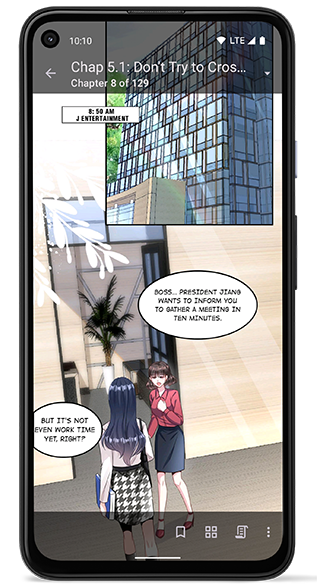 10:10
LTE
Chap 5.1: Don't Try to Cros...
Chapter 8 of 129
8: 50 AM
J ENTERTAINMENT
BOSS... PRESIDENT JIANG
WANTS TO INFORM YOU
TO GATHER A MEETING IN
TEN MINUTES.
BUT IT'S NOT
EVEN WORK TIME
YET, RIGHT?